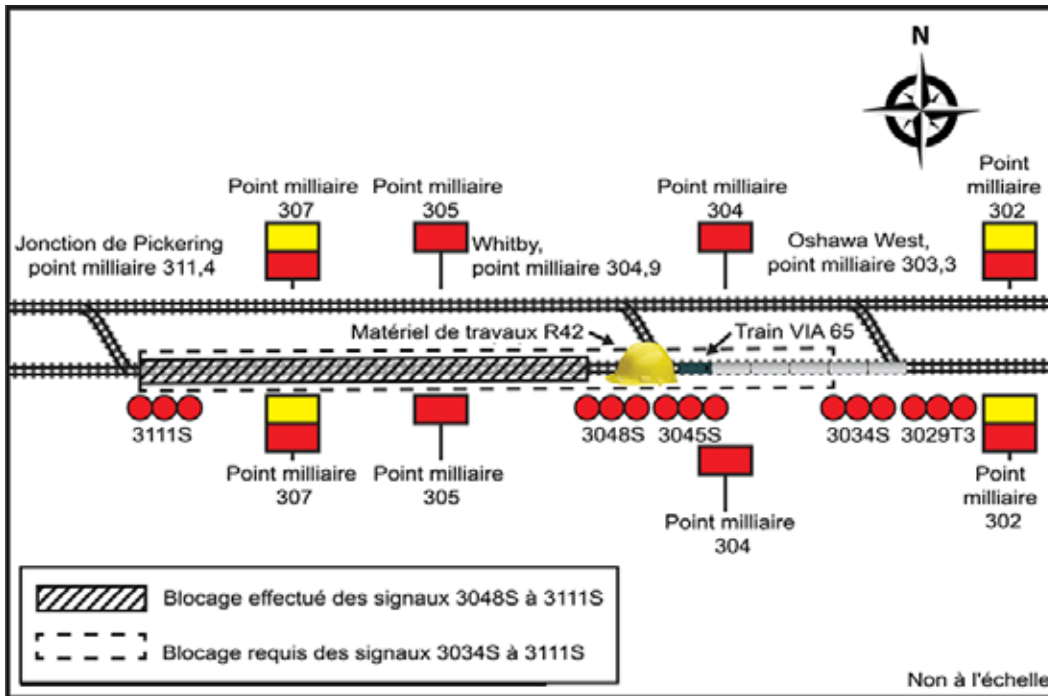 N
Point
milliaire
302
Point milliaire
307
Point milliaire
305
Point milliaire
304
Jonction de Pickering
point milliaire 311,4
Whitby,
point milliaire 304,9
Oshawa West,
point milliaire 303,3
Matériel de travaux R42
Train VIA 65
3111S
3048S
3045S
3034S
3029T3
Point milliaire
307
Point milliaire
305
Point milliaire
304
Point
milliaire
302
Blocage effectué des signaux 3048S à 3111S
Blocage requis des signaux 3034S à 3111S
Non à l'échelle